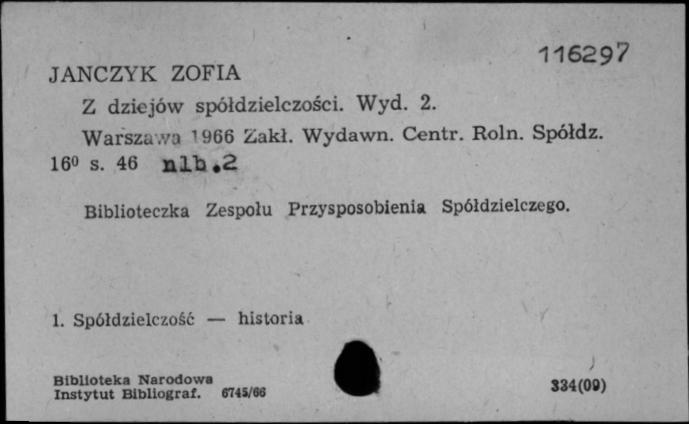 116297
JANCZYK ZOFIA
Z dziejów spółdzielczości. Wyd. 2.
Warszawa 1966 Zakł. Wydawn. Centr. Roln. Spółdz.
16⁰ s. 46 nlb.2
Biblioteczka Zespołu Przysposobienia Spółdzielczego.
1. Spółdzielczość — historia
Biblioteka Narodowa
Instytut Bibliograf. 6745/66
334(09)